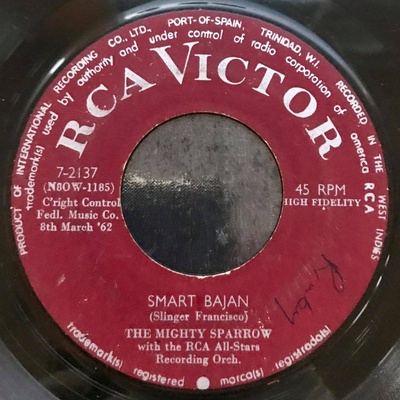 PRODUCT OF INTERNATIONAL RECORDING CO., LTD., PORT-OF-SPAIN, TRINIDAD, W.I.
trademark(s) used by authority and under control of radio corporation of america
RCA VICTOR
RCA WEST INDIES
7-2137
(N8OW-1185)
C'right Control
Fedl. Music Co.
8th March '62
45 RPM
HIGH FIDELITY
SMART BAJAN
(Slinger Francisco)
THE MIGHTY SPARROW
with the RCA All-Stars
Recording Orch.
trademark(s) registered • marca(s) registrada(s)